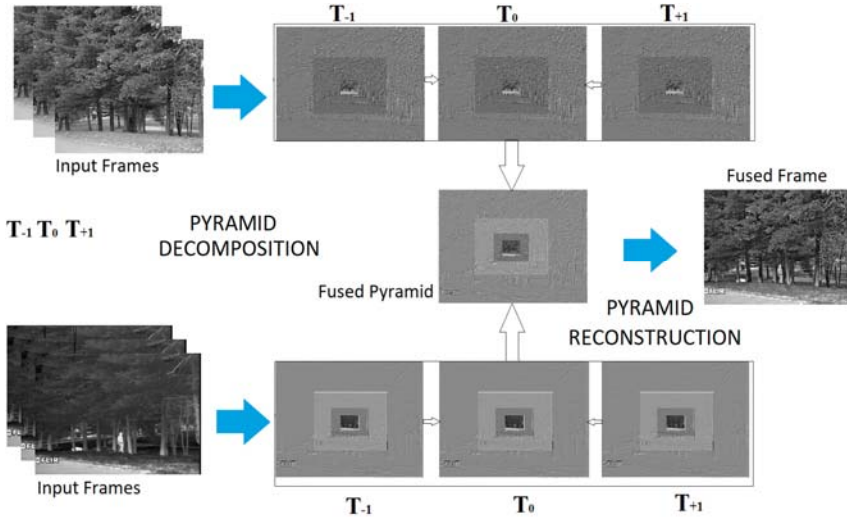 T-1 T0 T+1
Input Frames
Fused Frame
T-1 T0 T+1
PYRAMID
DECOMPOSITION
Fused Pyramid
PYRAMID
RECONSTRUCTION
Input Frames
T-1 T0 T+1